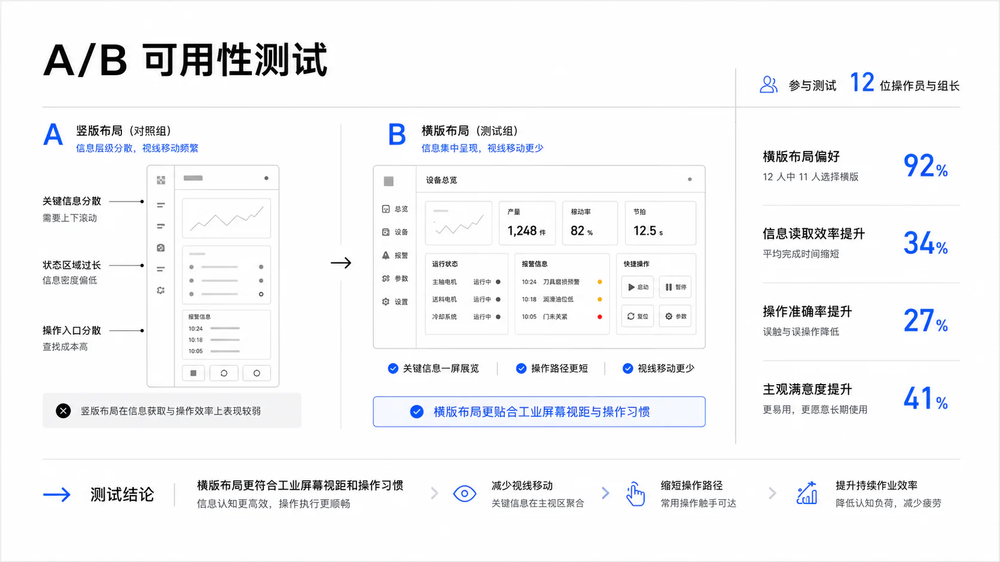 A/B 可用性测试
参与测试 12 位操作员与组长
A
竖版布局（对照组）
信息层级分散，视线移动频繁
关键信息分散
需要上下滚动
状态区域过长
信息密度偏低
操作入口分散
查找成本高
报警信息
10:24
10:18
10:05
竖版布局在信息获取与操作效率上表现较弱
B
横版布局（测试组）
信息集中呈现，视线移动更少
设备总览
总览
设备
报警
参数
设置
产量
1,248 件
稼动率
82 %
节拍
12.5 s
运行状态
主轴电机 运行中
送料电机 运行中
冷却系统 运行中
报警信息
10:24 刀具磨损预警
10:18 润滑油位低
10:05 门未关紧
快捷操作
启动 暂停
复位 参数
关键信息一屏展览 操作路径更短 视线移动更少
横版布局更贴合工业屏幕视距与操作习惯
横版布局偏好
12 人中 11 人选择横版
92%
信息读取效率提升
平均完成时间缩短
34%
操作准确率提升
误触与误操作降低
27%
主观满意度提升
更易用，更愿意长期使用
41%
测试结论
横版布局更符合工业屏幕视距和操作习惯
信息认知更高效，操作执行更顺畅
减少视线移动
关键信息在主视区聚合
缩短操作路径
常用操作触手可达
提升持续作业效率
降低认知负荷，减少疲劳